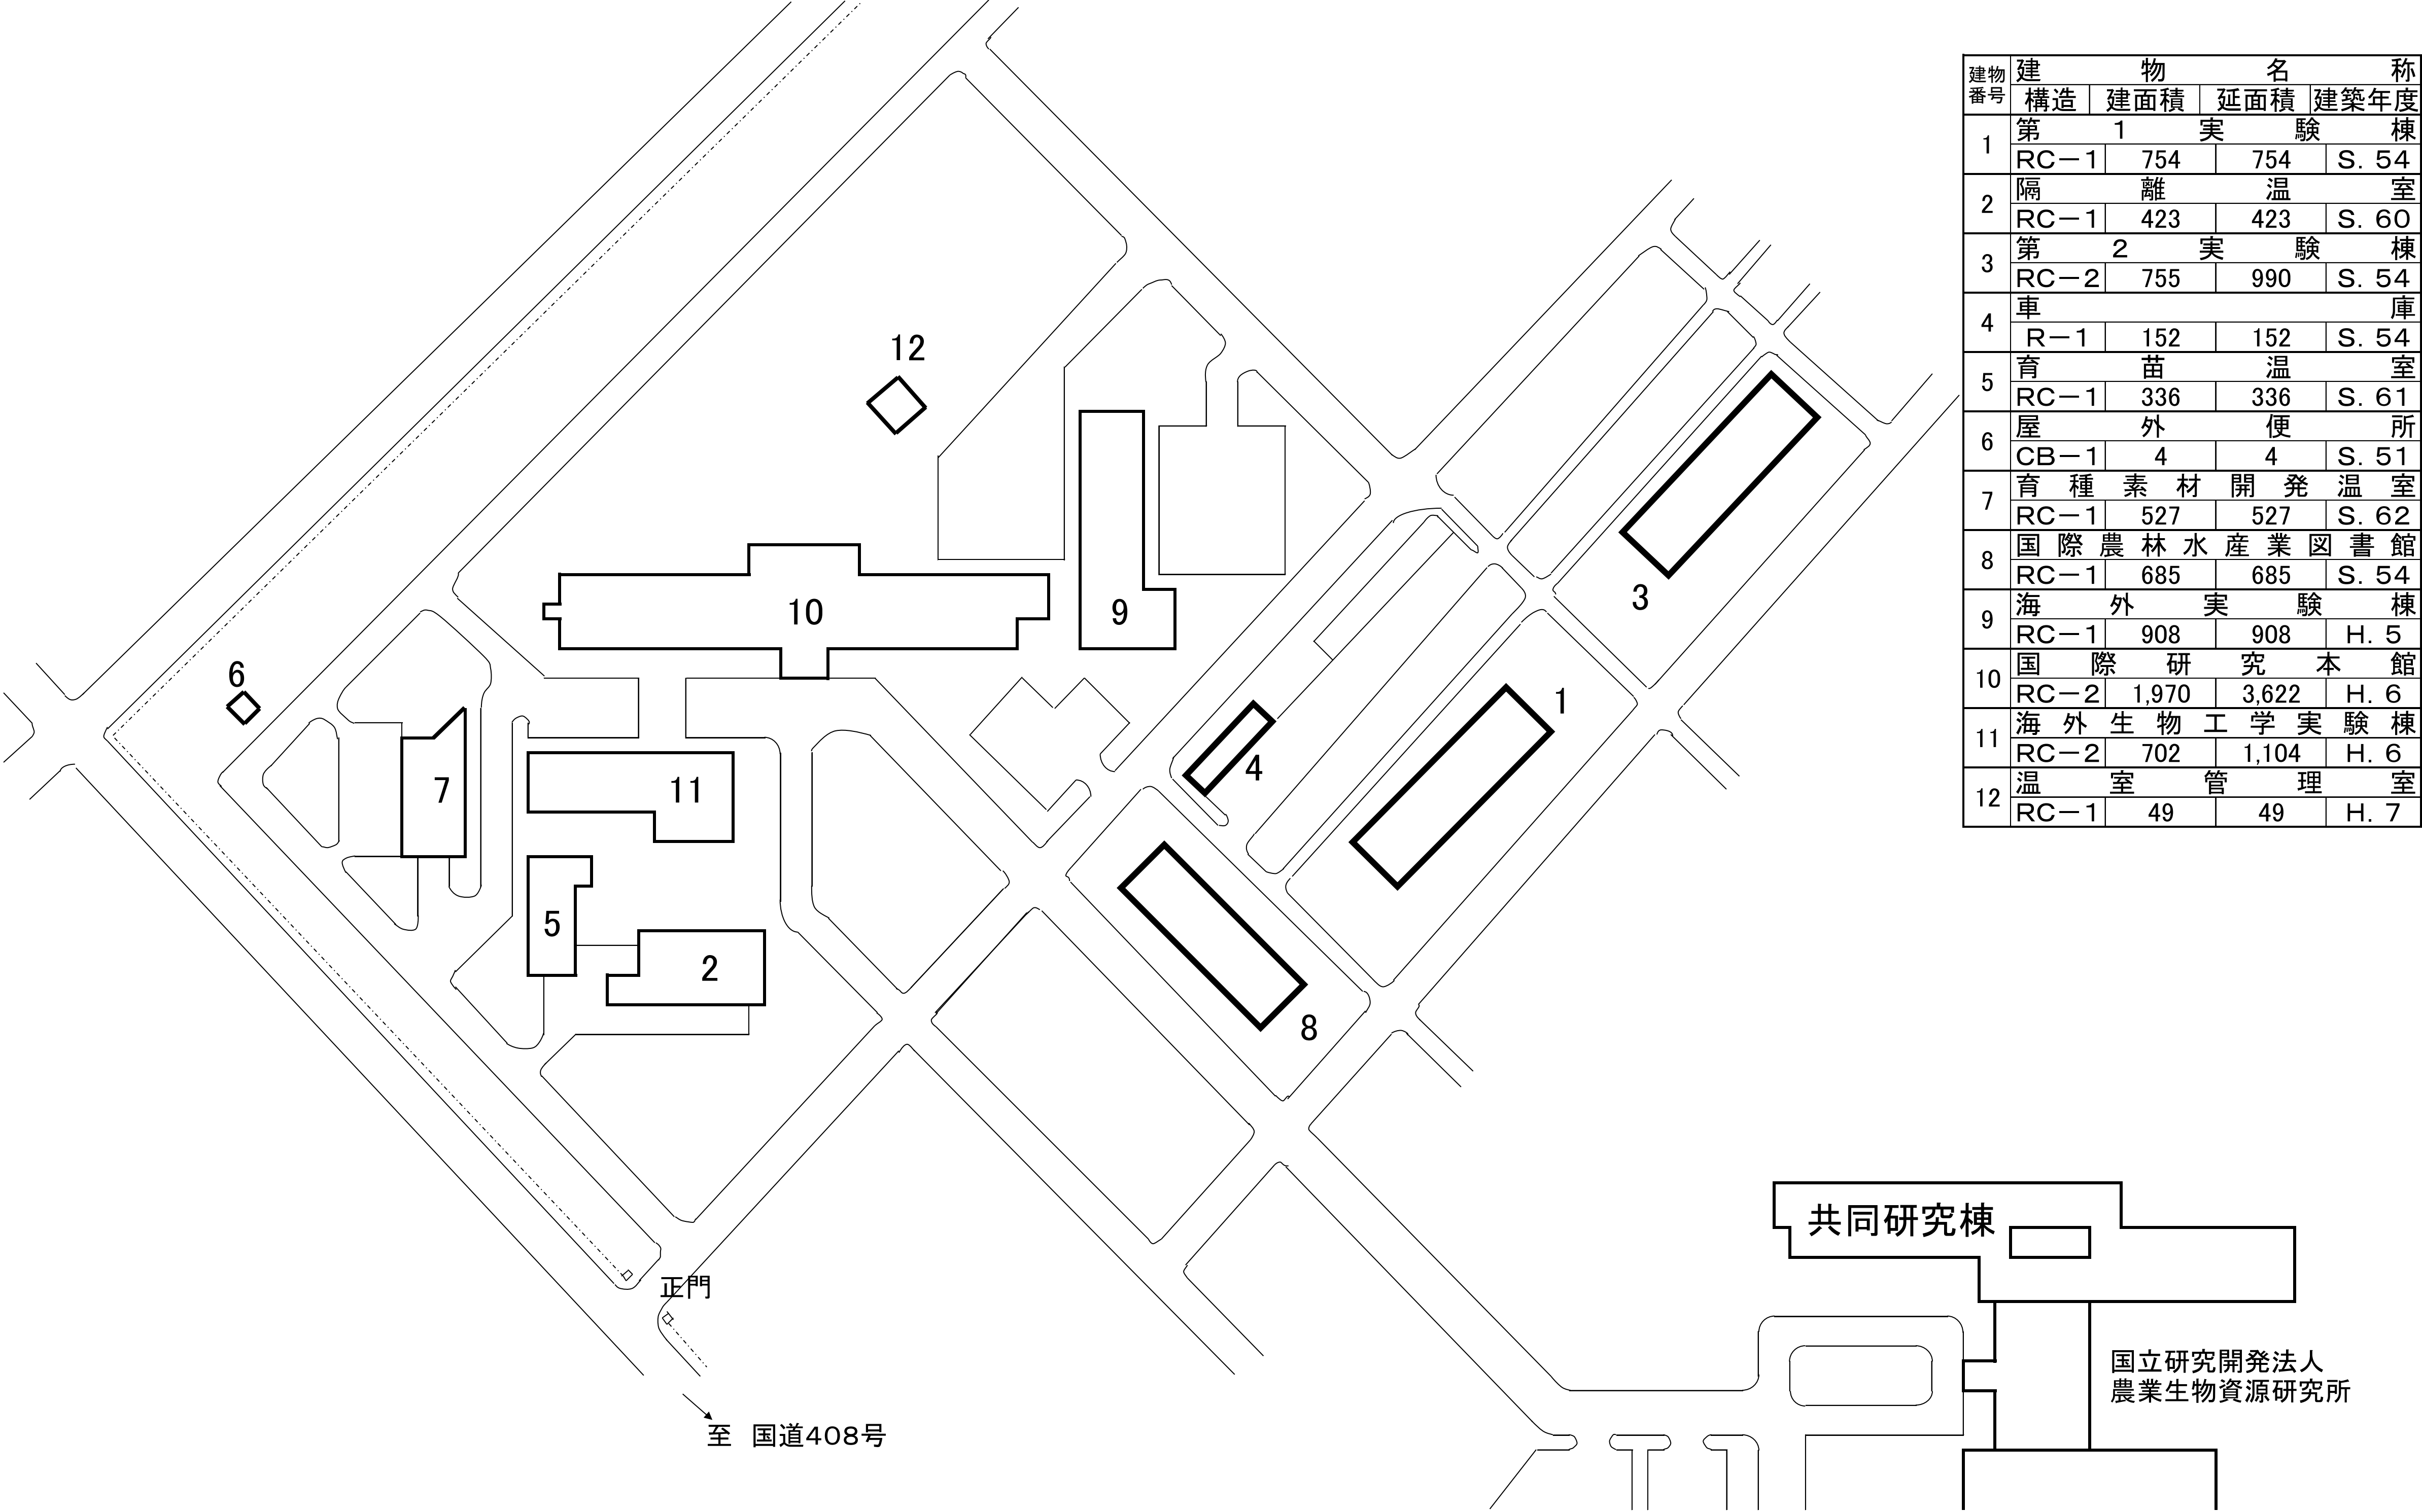 建物番号 建物名称
構造 建面積 延面積 建築年度
1 第1実験棟
RC－1 754 754 S. 54
2 隔離温室
RC－1 423 423 S. 60
3 第2実験棟
RC－2 755 990 S. 54
4 車庫
R－1 152 152 S. 54
5 育苗温室
RC－1 336 336 S. 61
6 屋外便所
CB－1 4 4 S. 51
7 育種素材開発温室
RC－1 527 527 S. 62
8 国際農林水産業図書館
RC－1 685 685 S. 54
9 海外実験棟
RC－1 908 908 H. 5
10 国際研究本館
RC－2 1,970 3,622 H. 6
11 海外生物工学実験棟
RC－2 702 1,104 H. 6
12 温室管理室
RC－1 49 49 H. 7
12
3
10
9
6
1
4
7
11
5
2
8
共同研究棟
正門
国立研究開発法人
農業生物資源研究所
至 国道408号